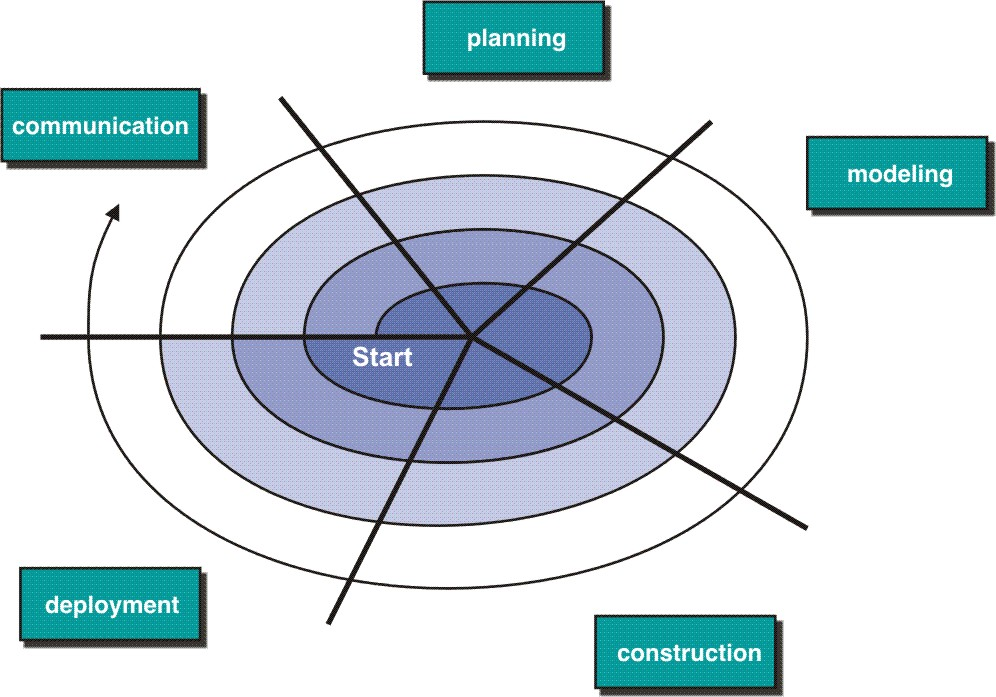 planning
communication
modeling
Start
deployment
construction